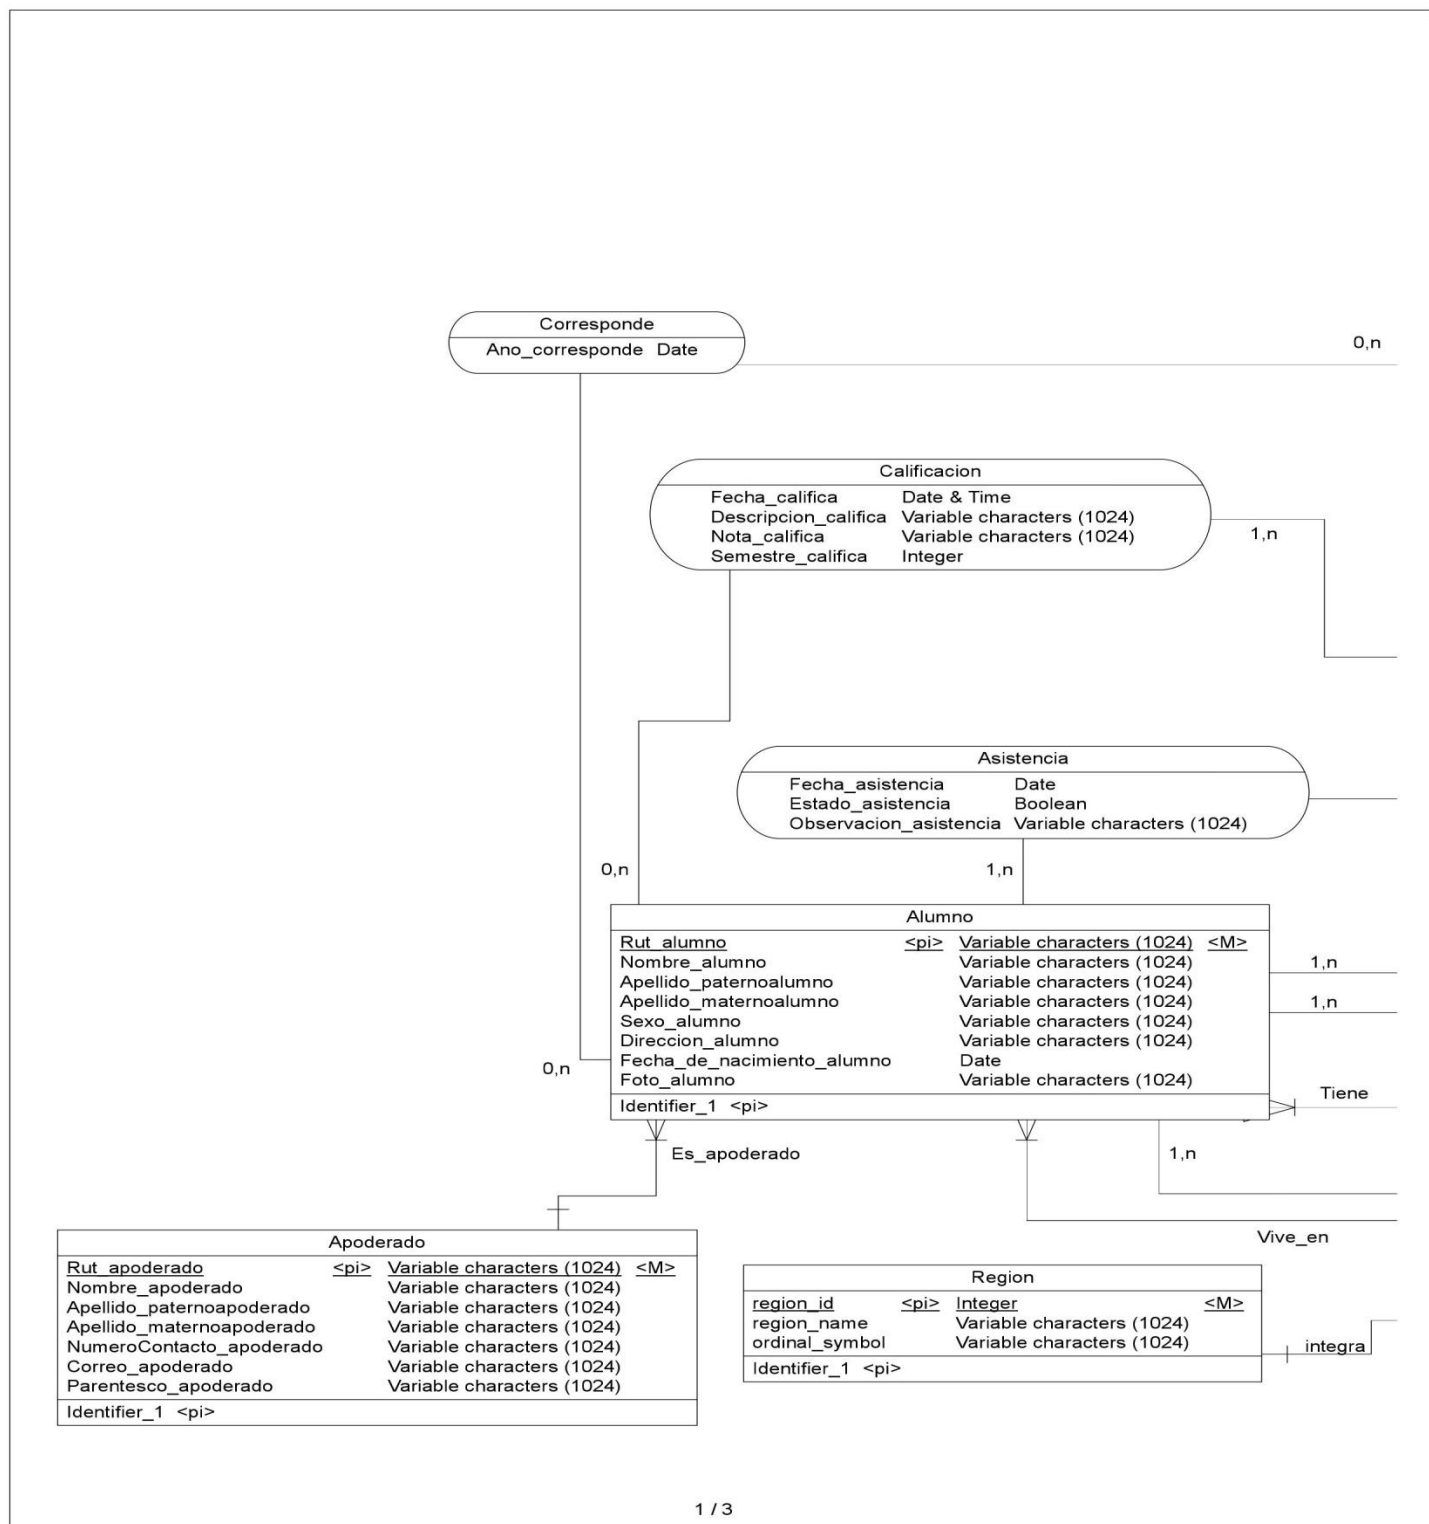 Corresponde
Ano_corresponde Date
0,n
Calificacion
Fecha_califica Date & Time
Descripcion_califica Variable characters (1024)
Nota_califica Variable characters (1024)
Semestre_califica Integer
1,n
Asistencia
Fecha_asistencia Date
Estado_asistencia Boolean
Observacion_asistencia Variable characters (1024)
0,n
1,n
Alumno
Rut_alumno <pi> Variable characters (1024) <M>
Nombre_alumno Variable characters (1024)
Apellido_paternoalumno Variable characters (1024)
Apellido_maternoalumno Variable characters (1024)
Sexo_alumno Variable characters (1024)
Direccion_alumno Variable characters (1024)
Fecha_de_nacimiento_alumno Date
Foto_alumno Variable characters (1024)
Identifier_1 <pi>
1,n
1,n
0,n
Tiene
Es_apoderado
1,n
Vive_en
Apoderado
Rut_apoderado <pi> Variable characters (1024) <M>
Nombre_apoderado Variable characters (1024)
Apellido_paternoapoderado Variable characters (1024)
Apellido_maternoapoderado Variable characters (1024)
NumeroContacto_apoderado Variable characters (1024)
Correo_apoderado Variable characters (1024)
Parentesco_apoderado Variable characters (1024)
Identifier_1 <pi>
Region
region_id <pi> Integer <M>
region_name Variable characters (1024)
ordinal_symbol Variable characters (1024)
Identifier_1 <pi>
integra
1 / 3